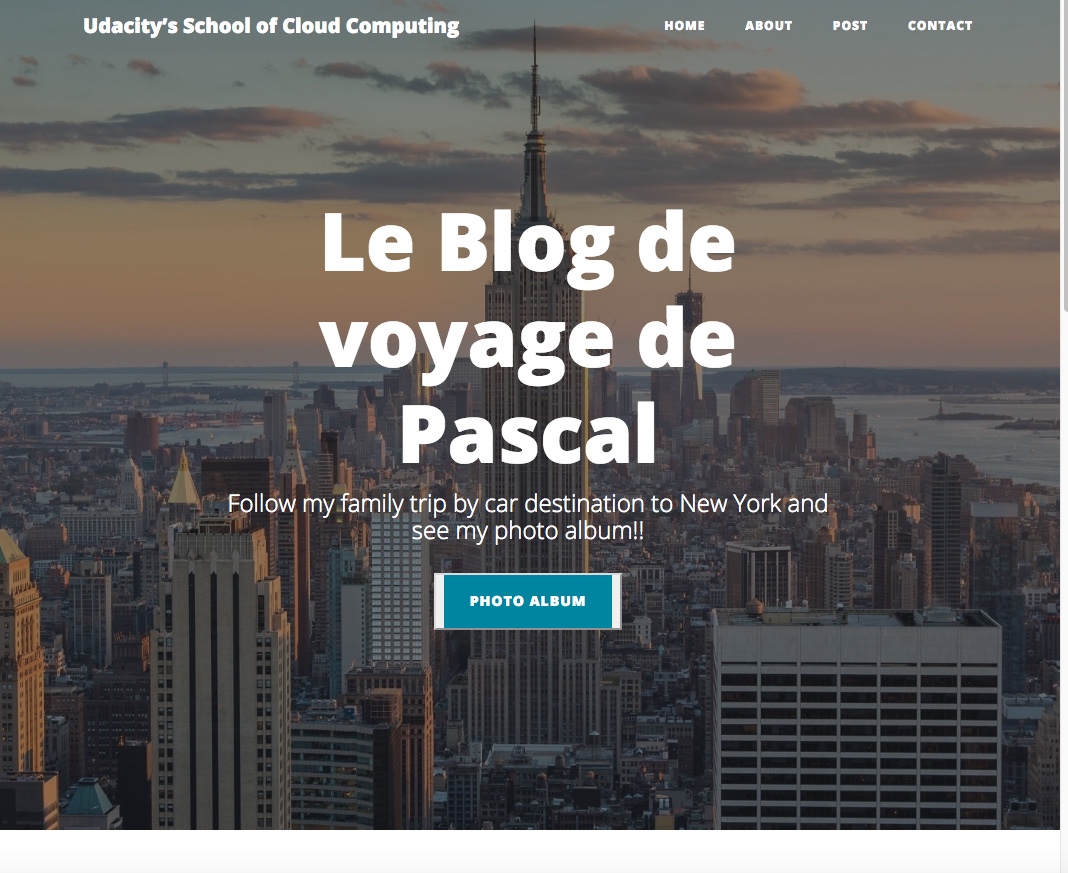 Udacity’s School of Cloud Computing
HOME ABOUT POST CONTACT
Le Blog de
voyage de
Pascal
Follow my family trip by car destination to New York and
see my photo album!!
PHOTO ALBUM